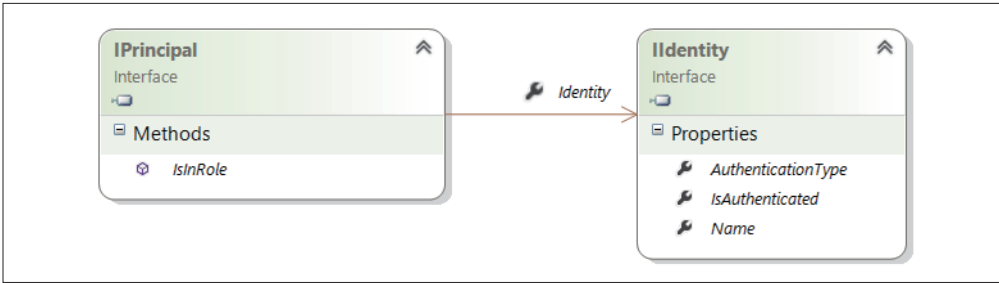 IPrincipal
Interface
Methods
IsInRole
Identity
IIdentity
Interface
Properties
AuthenticationType
IsAuthenticated
Name